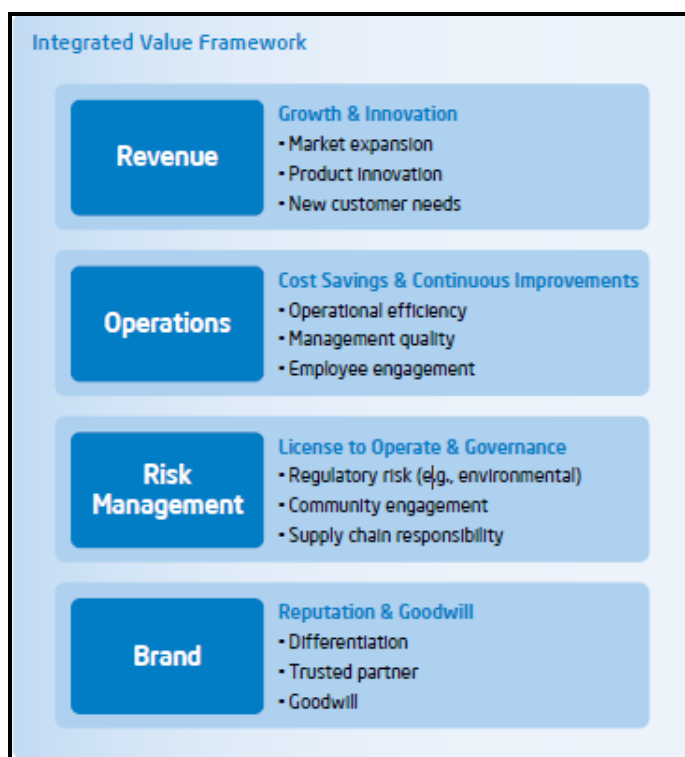 Integrated Value Framework
Revenue
Growth & Innovation
• Market expansion
• Product innovation
• New customer needs
Operations
Cost Savings & Continuous Improvements
• Operational efficiency
• Management quality
• Employee engagement
Risk
Management
License to Operate & Governance
• Regulatory risk (e.g., environmental)
• Community engagement
• Supply chain responsibility
Brand
Reputation & Goodwill
• Differentiation
• Trusted partner
• Goodwill